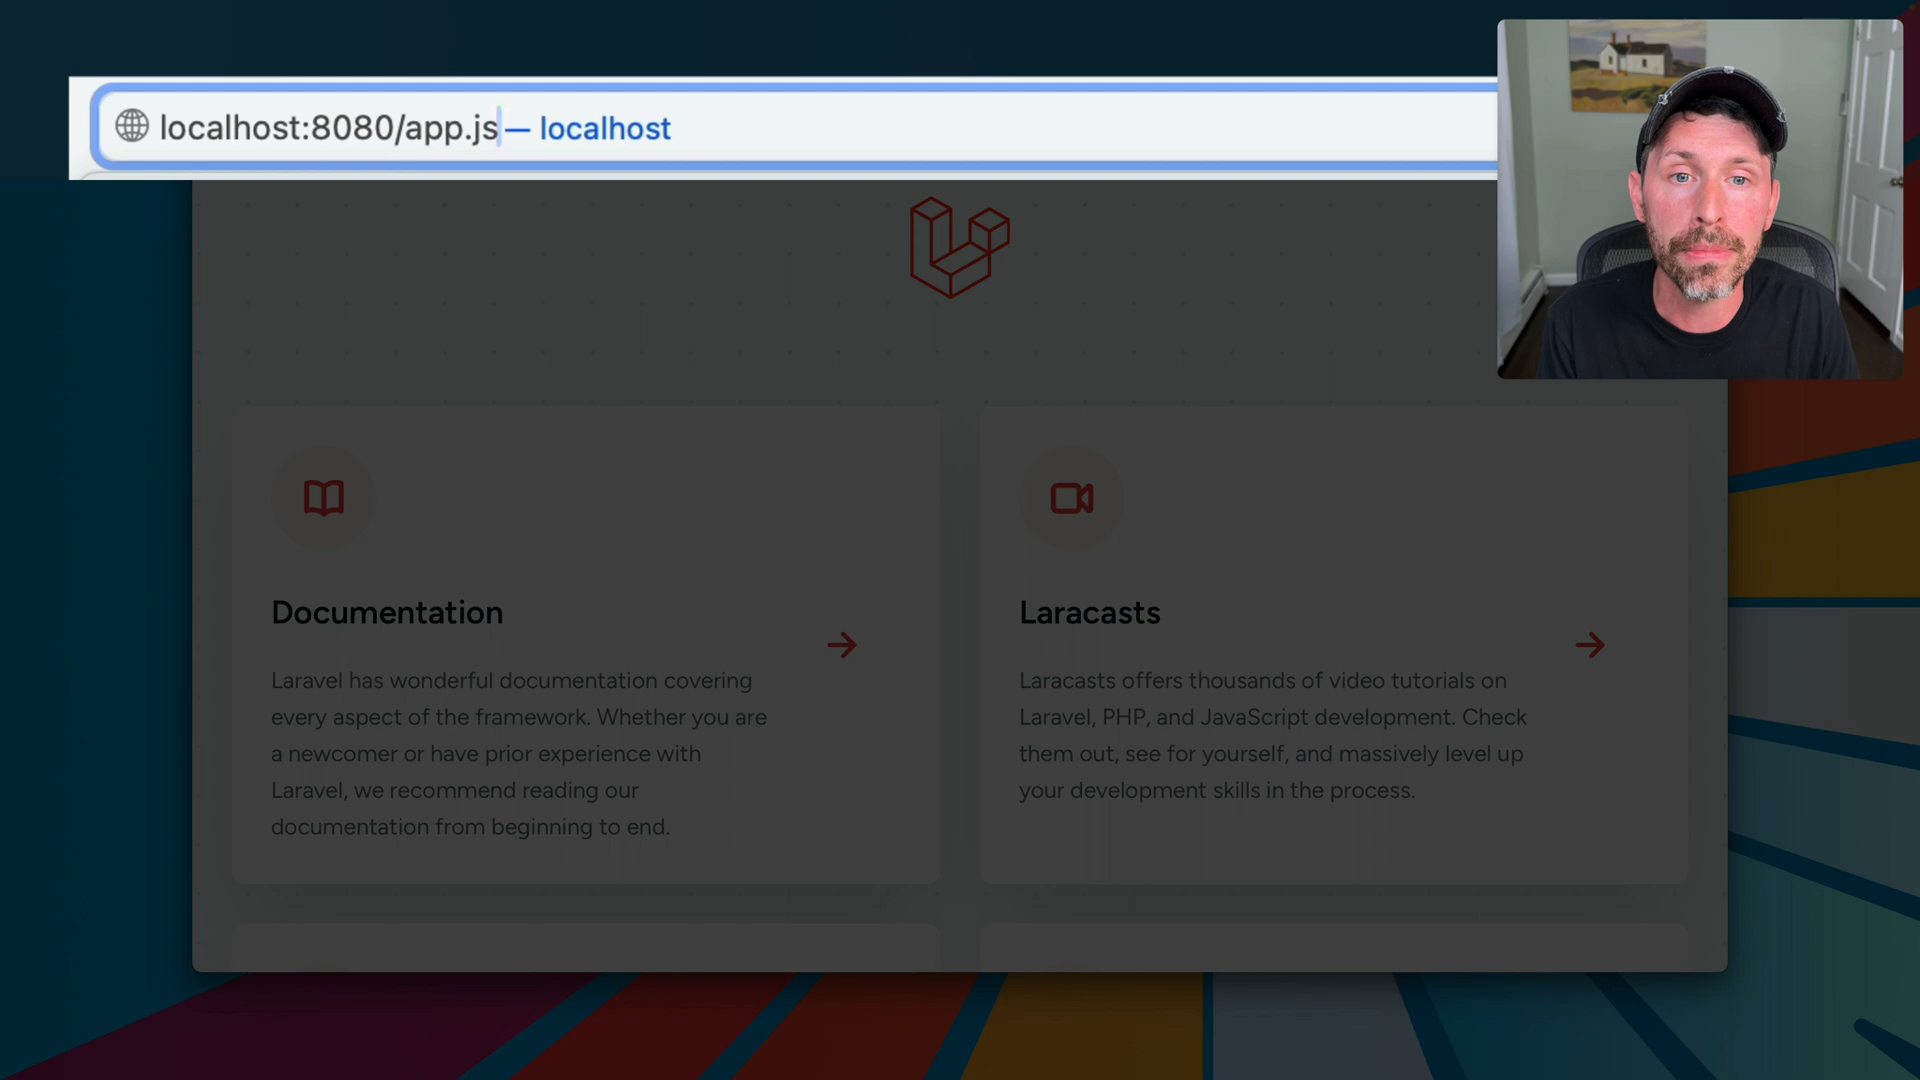 localhost:8080/app.js — localhost
Documentation
Laravel has wonderful documentation covering
every aspect of the framework. Whether you are
a newcomer or have prior experience with
Laravel, we recommend reading our
documentation from beginning to end.
Laracasts
Laracasts offers thousands of video tutorials on
Laravel, PHP, and JavaScript development. Check
them out, see for yourself, and massively level up
your development skills in the process.